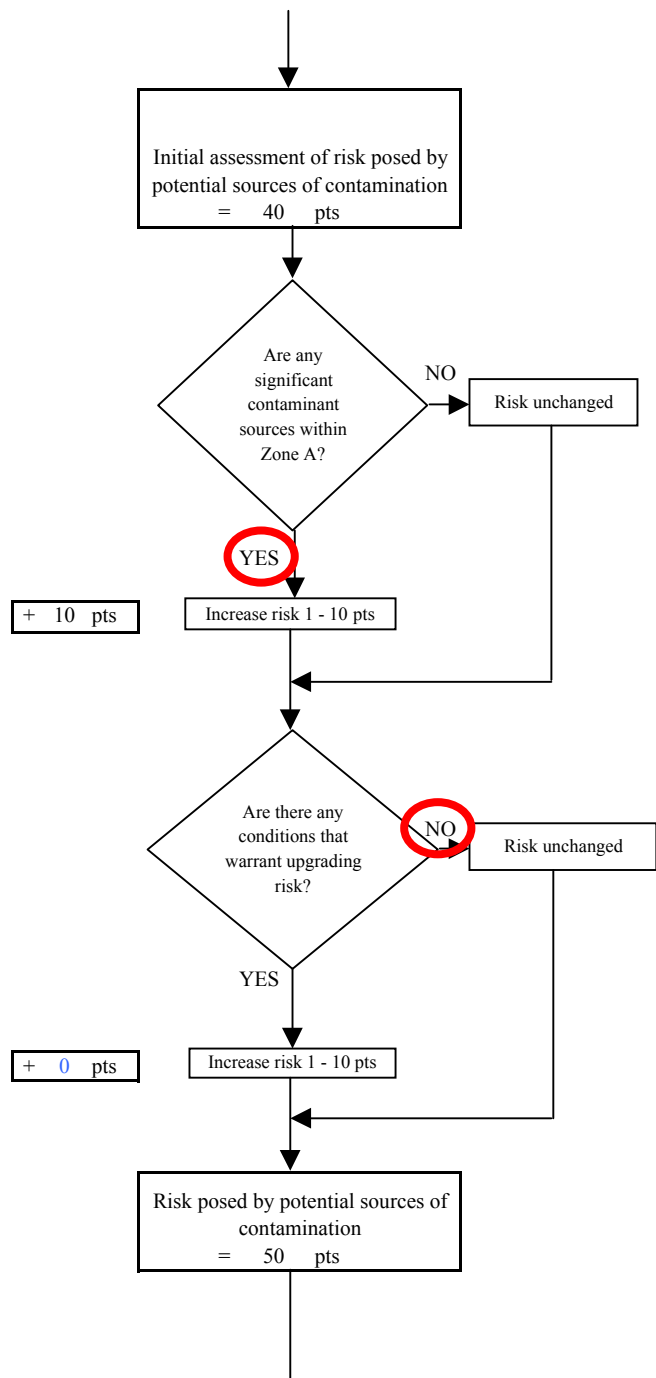 Initial assessment of risk posed by
potential sources of contamination
= 40 pts
Are any
significant
contaminant
sources within
Zone A?
NO
Risk unchanged
YES
+ 10 pts
Increase risk 1 - 10 pts
Are there any
conditions that
warrant upgrading
risk?
NO
Risk unchanged
YES
+ 0 pts
Increase risk 1 - 10 pts
Risk posed by potential sources of
contamination
= 50 pts